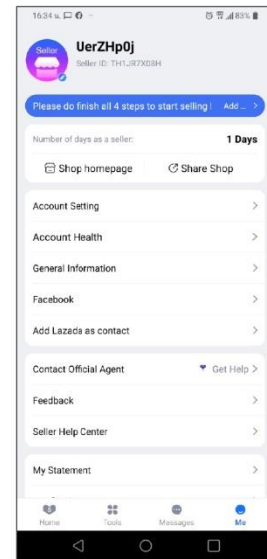 16:34 น. 83%
Seller
UerZHp0j
Seller ID: TH1JR7X08H
Please do finish all 4 steps to start selling ! Add ...
Number of days as a seller: 1 Days
Shop homepage Share Shop
Account Setting
Account Health
General Information
Facebook
Add Lazada as contact
Contact Official Agent Get Help
Feedback
Seller Help Center
My Statement
Home Tools Messages Me